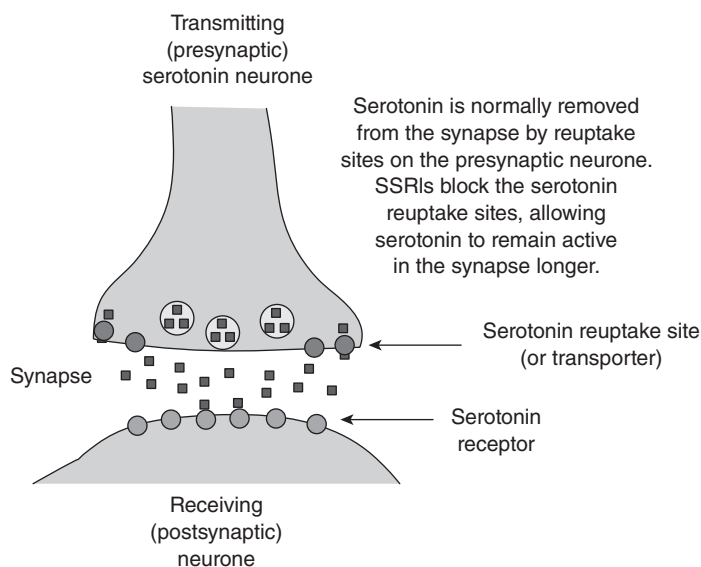 Transmitting
(presynaptic)
serotonin neurone
Serotonin is normally removed
from the synapse by reuptake
sites on the presynaptic neurone.
SSRIs block the serotonin
reuptake sites, allowing
serotonin to remain active
in the synapse longer.
Serotonin reuptake site
(or transporter)
Synapse
Serotonin
receptor
Receiving
(postsynaptic)
neurone